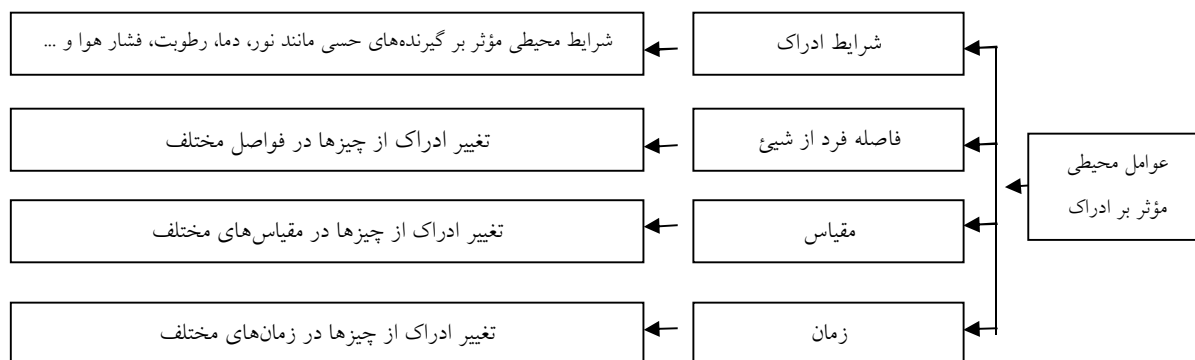 عوامل محیطی
مؤثر بر ادراک
شرایط ادراک
شرایط محیطی مؤثر بر گیرنده‌های حسی مانند نور، دما، رطوبت، فشار هوا و ...
فاصله فرد از شیئ
تغییر ادراک از چیزها در فواصل مختلف
مقیاس
تغییر ادراک از چیزها در مقیاس‌های مختلف
زمان
تغییر ادراک از چیزها در زمان‌های مختلف